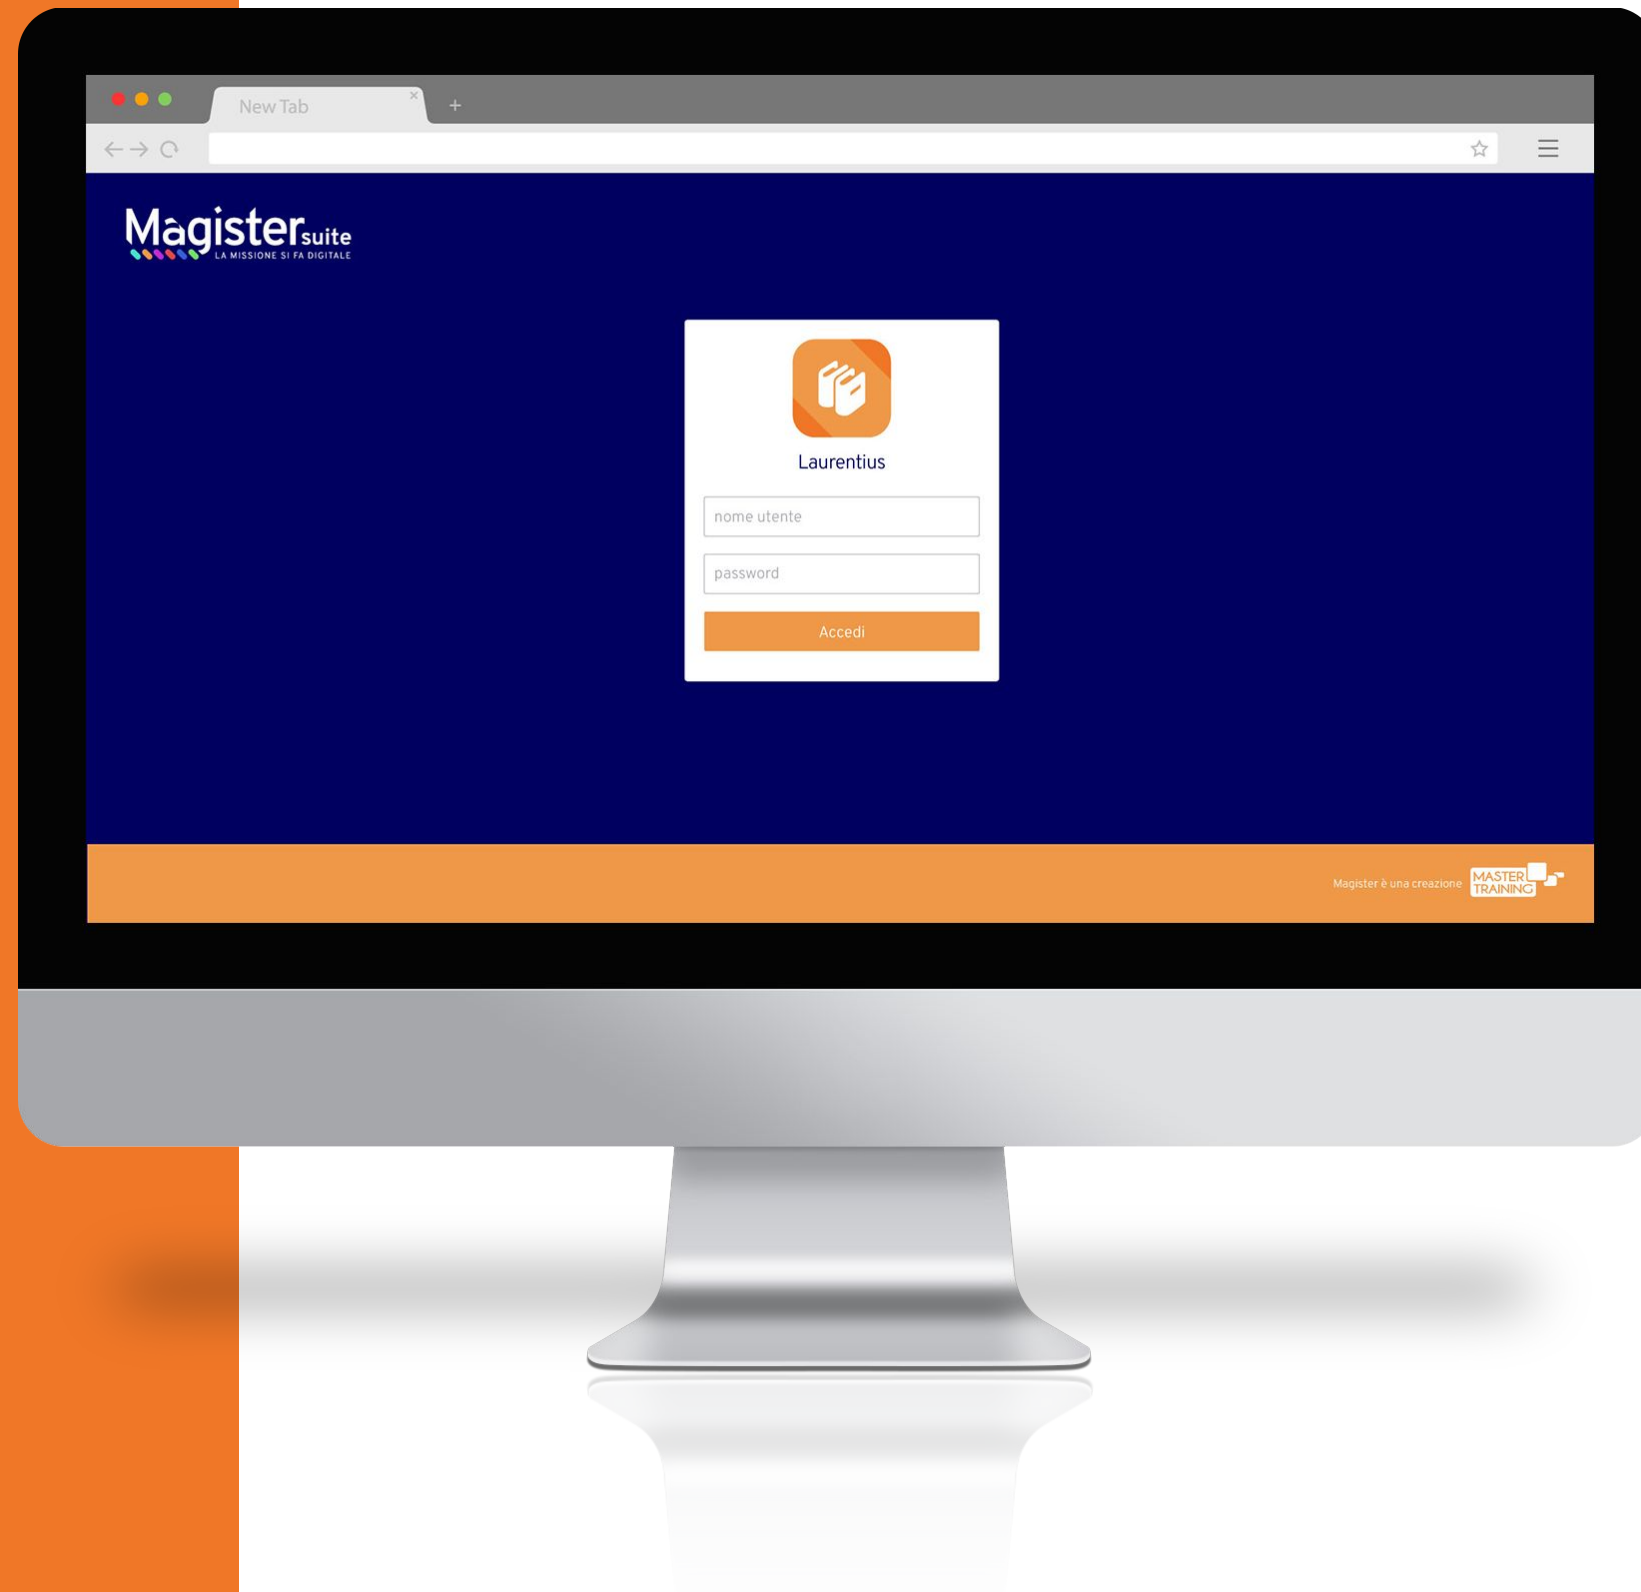 New Tab
Magister suite
LA MISSIONE SI FA DIGITALE
Laurentius
nome utente
password
Accedi
Magister è una creazione
MASTER
TRAINING